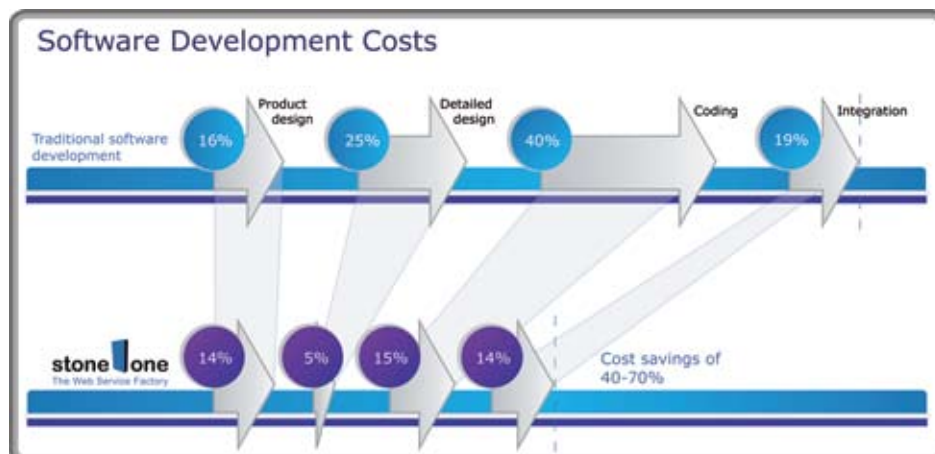 Software Development Costs
Traditional software
development
16%
Product
design
25%
Detailed
design
40%
Coding
19%
Integration
stone one
The Web Service Factory
14%
5%
15%
14%
Cost savings of
40-70%